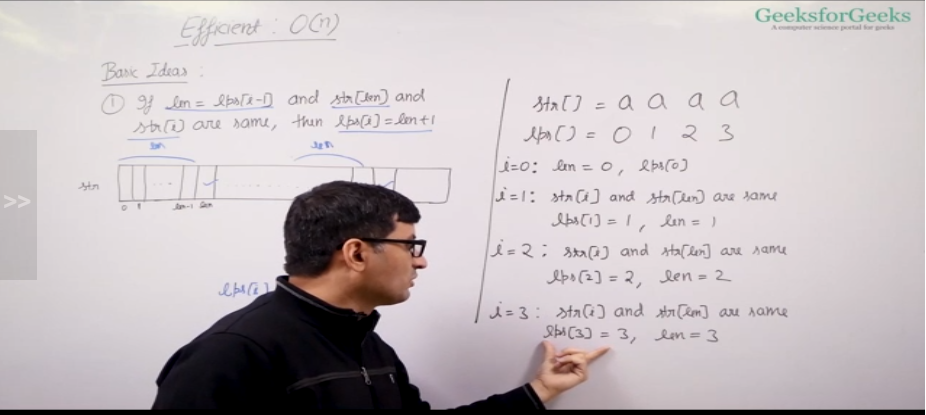 Efficient : O(n)
GeeksforGeeks
A computer science portal for geeks
Basic Ideas :
① If len = lps[i-1] and str[len] and
str[i] are same, then lps[i] = len+1
len
len
str
0 1 len-1 len
lps[i]
str[] = a a a a
lps[] = 0 1 2 3
i=0: len = 0, lps[0]
i=1: str[i] and str[len] are same
lps[1] = 1, len = 1
i=2: str[i] and str[len] are same
lps[2] = 2, len = 2
i=3: str[i] and str[len] are same
lps[3] = 3, len = 3
>>